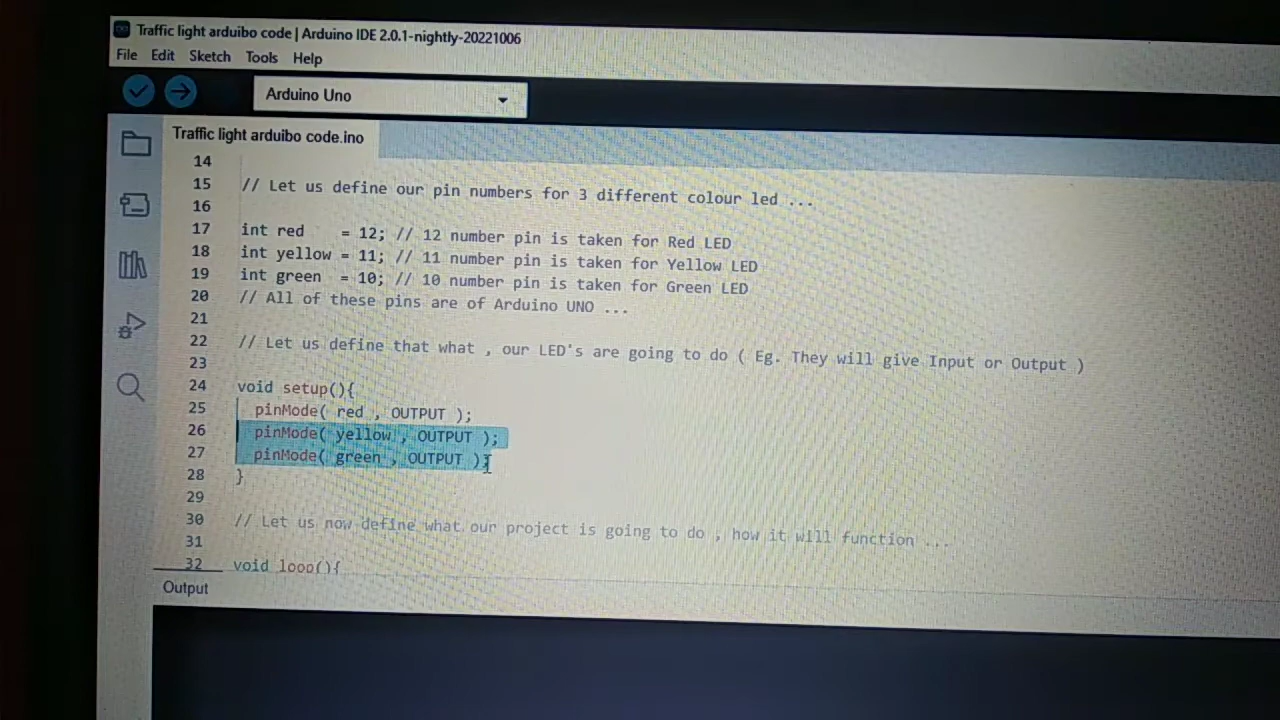 Traffic light arduibo code | Arduino IDE 2.0.1-nightly-20221006
File Edit Sketch Tools Help
Arduino Uno
Traffic light arduibo code.ino
14
15 // Let us define our pin numbers for 3 different colour led ...
16
17 int red = 12; // 12 number pin is taken for Red LED
18 int yellow = 11; // 11 number pin is taken for Yellow LED
19 int green = 10; // 10 number pin is taken for Green LED
20 // All of these pins are of Arduino UNO ...
21
22 // Let us define that what , our LED's are going to do ( Eg. They will give Input or Output )
23
24 void setup(){
25 pinMode( red , OUTPUT );
26 pinMode( yellow , OUTPUT );
27 pinMode( green , OUTPUT );
28 }
29
30 // Let us now define what our project is going to do , how it will function ...
31
32 void loop(){
Output